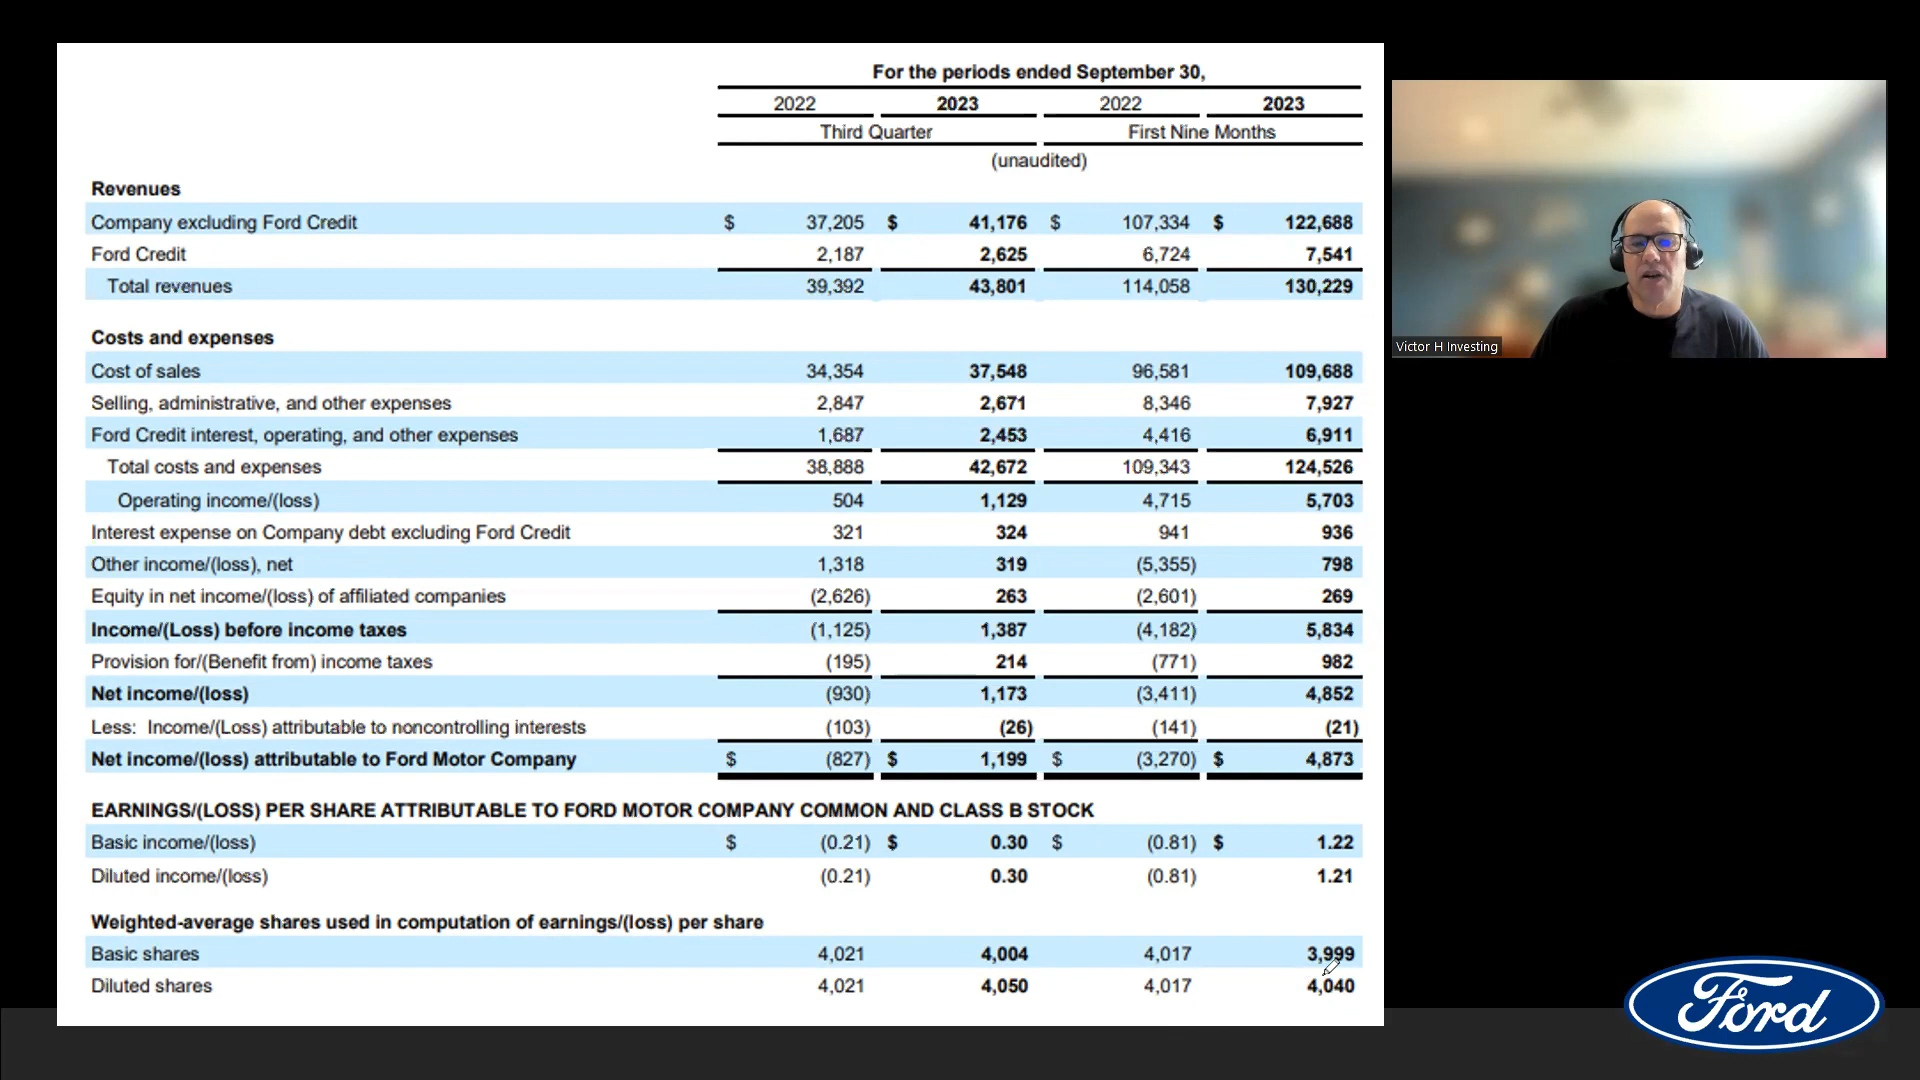 For the periods ended September 30,
2022 2023 2022 2023
Third Quarter First Nine Months
(unaudited)
Revenues
Company excluding Ford Credit $ 37,205 $ 41,176 $ 107,334 $ 122,688
Ford Credit 2,187 2,625 6,724 7,541
Total revenues 39,392 43,801 114,058 130,229
Costs and expenses
Cost of sales 34,354 37,548 96,581 109,688
Selling, administrative, and other expenses 2,847 2,671 8,346 7,927
Ford Credit interest, operating, and other expenses 1,687 2,453 4,416 6,911
Total costs and expenses 38,888 42,672 109,343 124,526
Operating income/(loss) 504 1,129 4,715 5,703
Interest expense on Company debt excluding Ford Credit 321 324 941 936
Other income/(loss), net 1,318 319 (5,355) 798
Equity in net income/(loss) of affiliated companies (2,626) 263 (2,601) 269
Income/(Loss) before income taxes (1,125) 1,387 (4,182) 5,834
Provision for/(Benefit from) income taxes (195) 214 (771) 982
Net income/(loss) (930) 1,173 (3,411) 4,852
Less: Income/(Loss) attributable to noncontrolling interests (103) (26) (141) (21)
Net income/(loss) attributable to Ford Motor Company $ (827) $ 1,199 $ (3,270) $ 4,873
EARNINGS/(LOSS) PER SHARE ATTRIBUTABLE TO FORD MOTOR COMPANY COMMON AND CLASS B STOCK
Basic income/(loss) $ (0.21) $ 0.30 $ (0.81) $ 1.22
Diluted income/(loss) (0.21) 0.30 (0.81) 1.21
Weighted-average shares used in computation of earnings/(loss) per share
Basic shares 4,021 4,004 4,017 3,999
Diluted shares 4,021 4,050 4,017 4,040
Victor H Investing
Ford